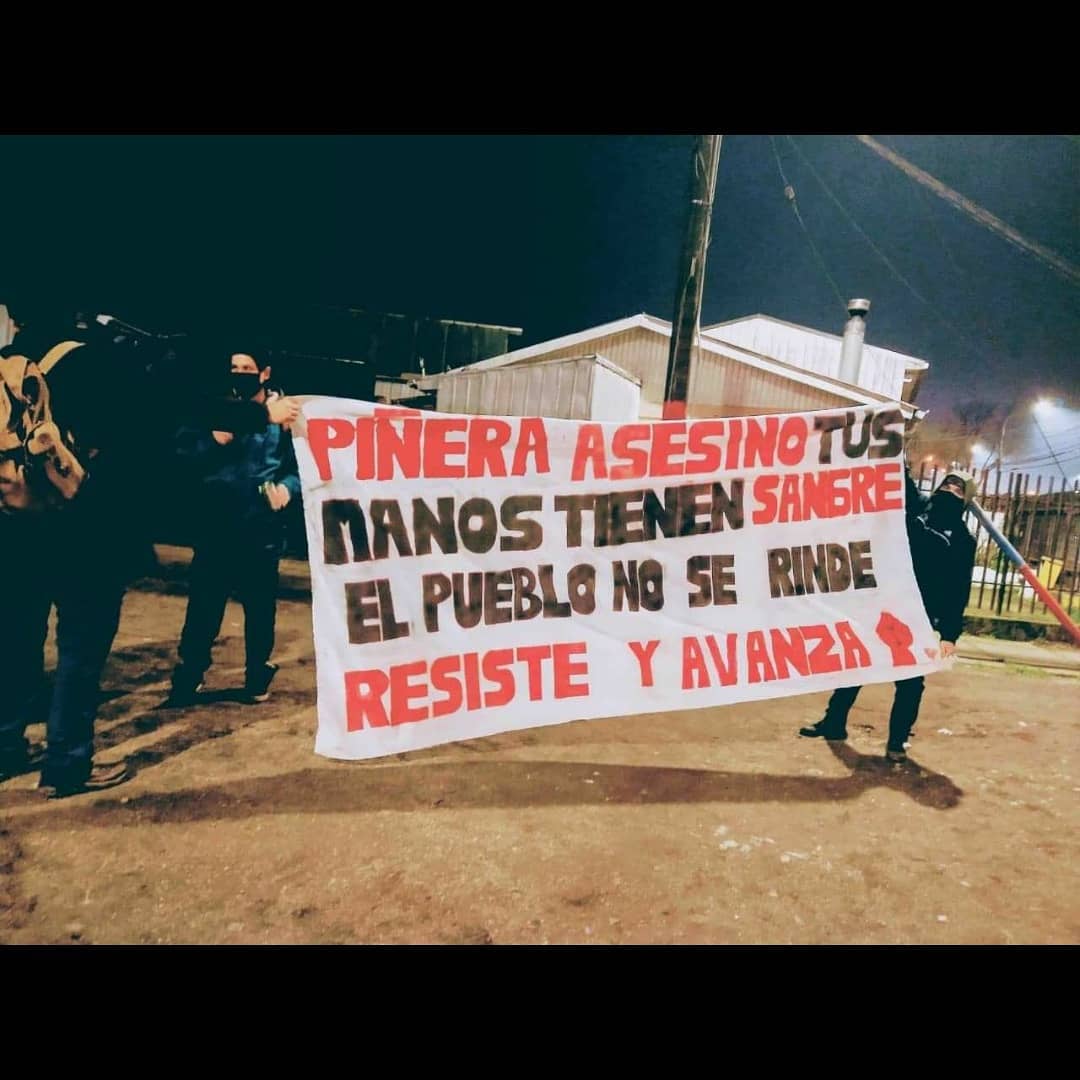 PIÑERA ASESINO TUS
MANOS TIENEN SANGRE
EL PUEBLO NO SE RINDE
RESISTE Y AVANZA